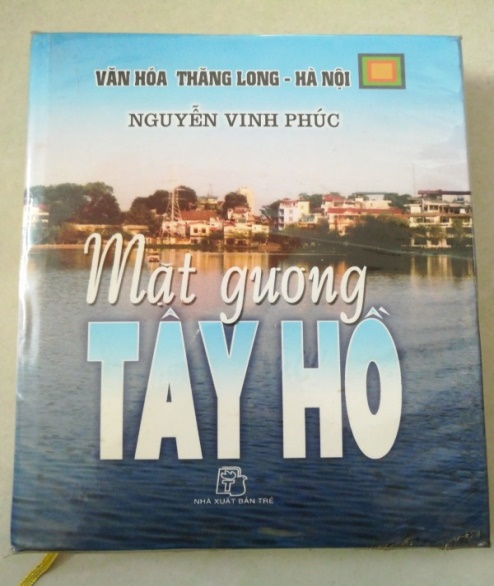 VĂN HÓA THĂNG LONG - HÀ NỘI
NGUYỄN VINH PHÚC
Mặt gương
TÂY HỒ
NHÀ XUẤT BẢN TRẺ